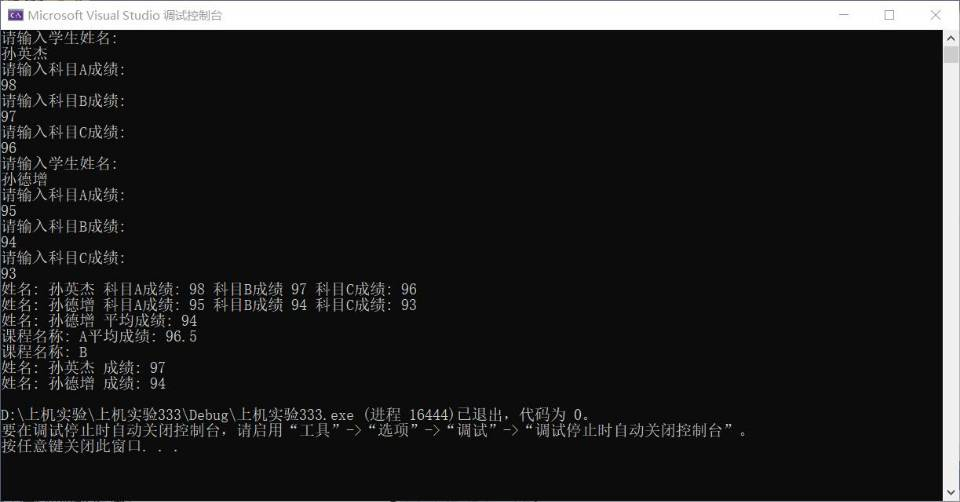 Microsoft Visual Studio 调试控制台
请输入学生姓名:
孙英杰
请输入科目A成绩:
98
请输入科目B成绩:
97
请输入科目C成绩:
96
请输入学生姓名:
孙德增
请输入科目A成绩:
95
请输入科目B成绩:
94
请输入科目C成绩:
93
姓名: 孙英杰 科目A成绩: 98 科目B成绩 97 科目C成绩: 96
姓名: 孙德增 科目A成绩: 95 科目B成绩 94 科目C成绩: 93
姓名: 孙德增 平均成绩: 94
课程名称: A平均成绩: 96.5
课程名称: B
姓名: 孙英杰 成绩: 97
姓名: 孙德增 成绩: 94
D:\上机实验\上机实验333\Debug\上机实验333.exe (进程 16444)已退出，代码为 0。
要在调试停止时自动关闭控制台，请启用“工具”->“选项”->“调试”->“调试停止时自动关闭控制台”。
按任意键关闭此窗口. . .